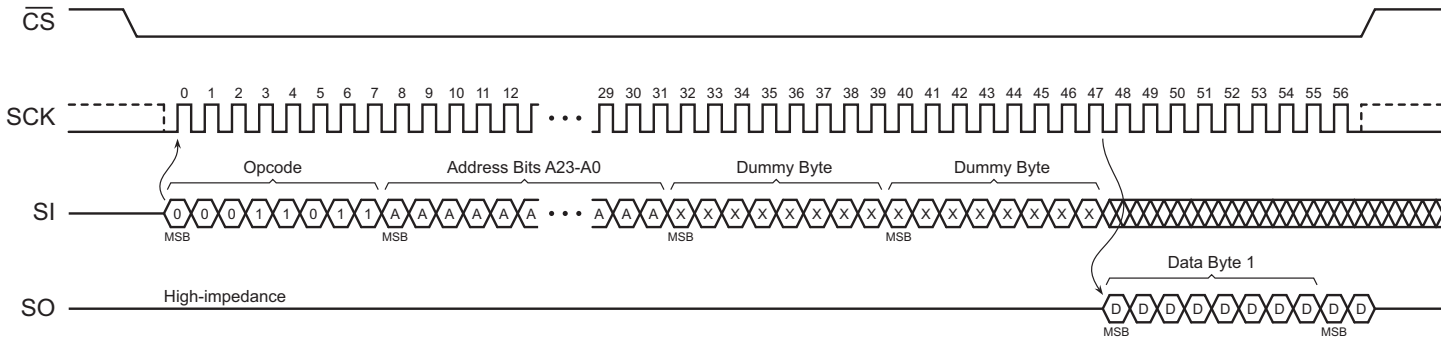 CS
SCK
0 1 2 3 4 5 6 7 8 9 10 11 12 29 30 31 32 33 34 35 36 37 38 39 40 41 42 43 44 45 46 47 48 49 50 51 52 53 54 55 56
Opcode Address Bits A23-A0 Dummy Byte Dummy Byte
SI
0 0 0 1 1 0 1 1 A A A A A A A A A X X X X X X X X X X X X X X X X
MSB MSB MSB MSB
Data Byte 1
SO
High-impedance
D D D D D D D D D D
MSB MSB